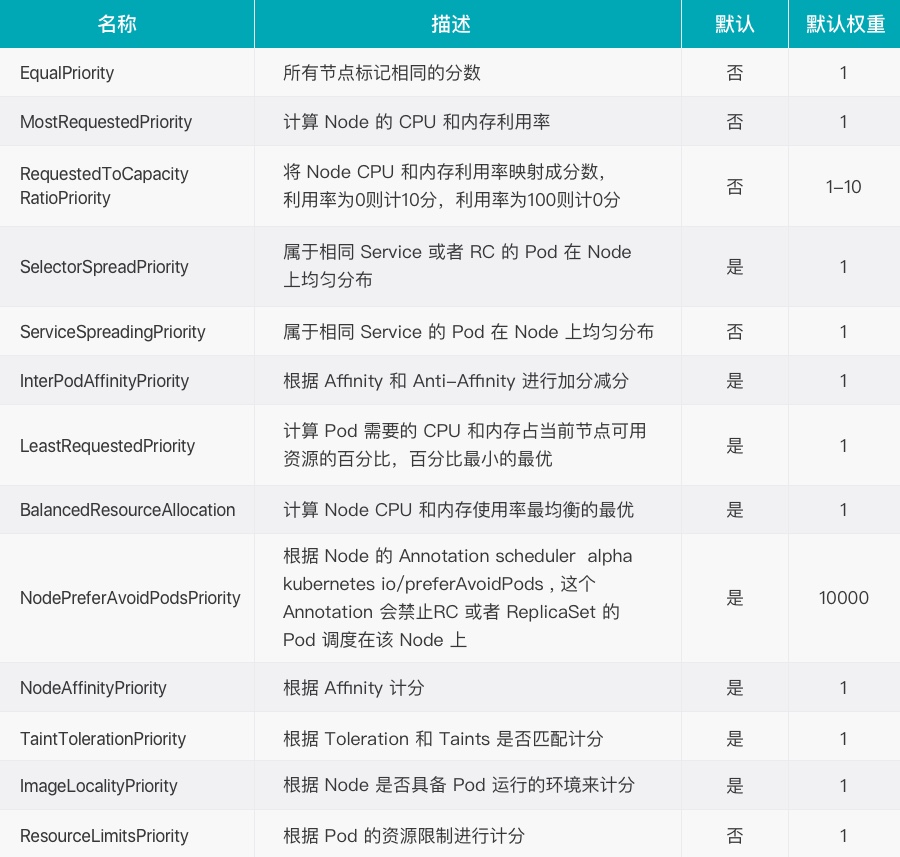 名称 描述 默认 默认权重
EqualPriority 所有节点标记相同的分数 否 1
MostRequestedPriority 计算 Node 的 CPU 和内存利用率 否 1
RequestedToCapacity
RatioPriority
将 Node CPU 和内存利用率映射成分数，
利用率为0则计10分，利用率为100则计0分
否 1–10
SelectorSpreadPriority
属于相同 Service 或者 RC 的 Pod 在 Node
上均匀分布
是 1
ServiceSpreadingPriority 属于相同 Service 的 Pod 在 Node 上均匀分布 否 1
InterPodAffinityPriority 根据 Affinity 和 Anti–Affinity 进行加分减分 是 1
LeastRequestedPriority
计算 Pod 需要的 CPU 和内存占当前节点可用
资源的百分比，百分比最小的最优
是 1
BalancedResourceAllocation 计算 Node CPU 和内存使用率最均衡的最优 是 1
NodePreferAvoidPodsPriority
根据 Node 的 Annotation scheduler alpha
kubernetes io/preferAvoidPods , 这个
Annotation 会禁止RC 或者 ReplicaSet 的
Pod 调度在该 Node 上
是 10000
NodeAffinityPriority 根据 Affinity 计分 是 1
TaintTolerationPriority 根据 Toleration 和 Taints 是否匹配计分 是 1
ImageLocalityPriority 根据 Node 是否具备 Pod 运行的环境来计分 是 1
ResourceLimitsPriority 根据 Pod 的资源限制进行计分 否 1